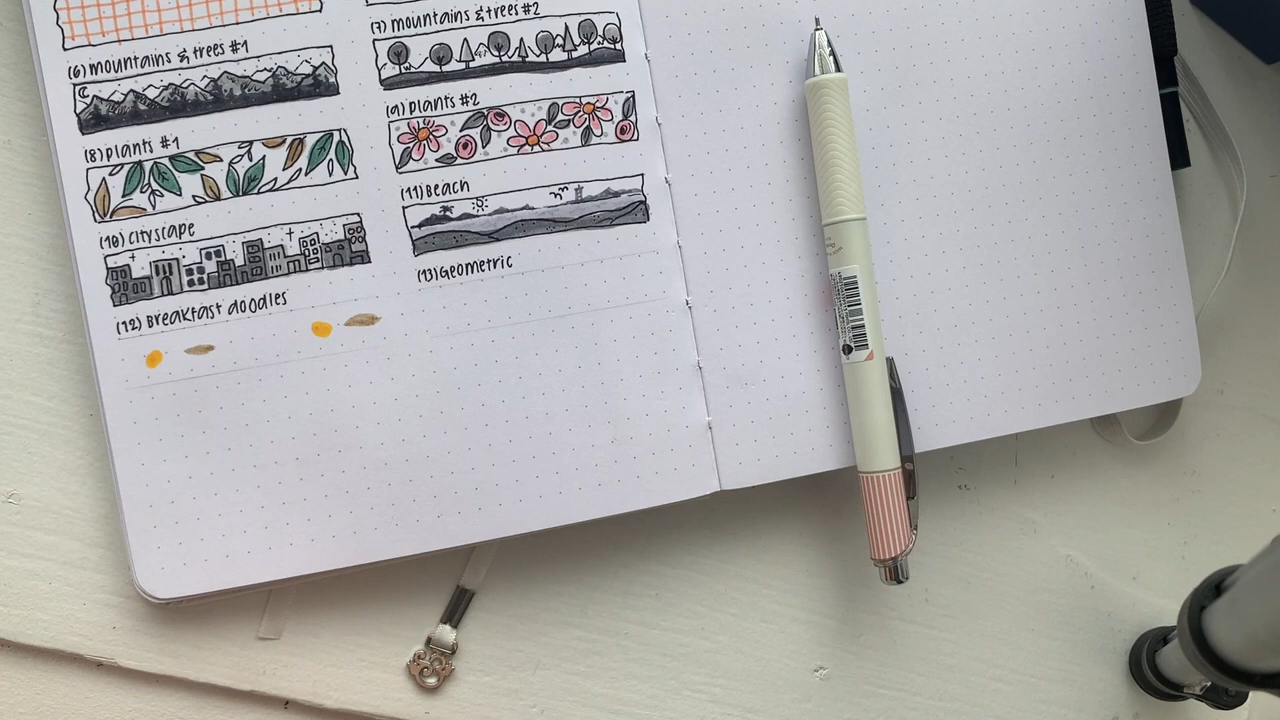 (6) mountains & trees #1
(7) mountains & trees #2
(8) plants #1
(9) plants #2
(10) cityscape
(11) Beach
(12) Breakfast doodles
(13) Geometric